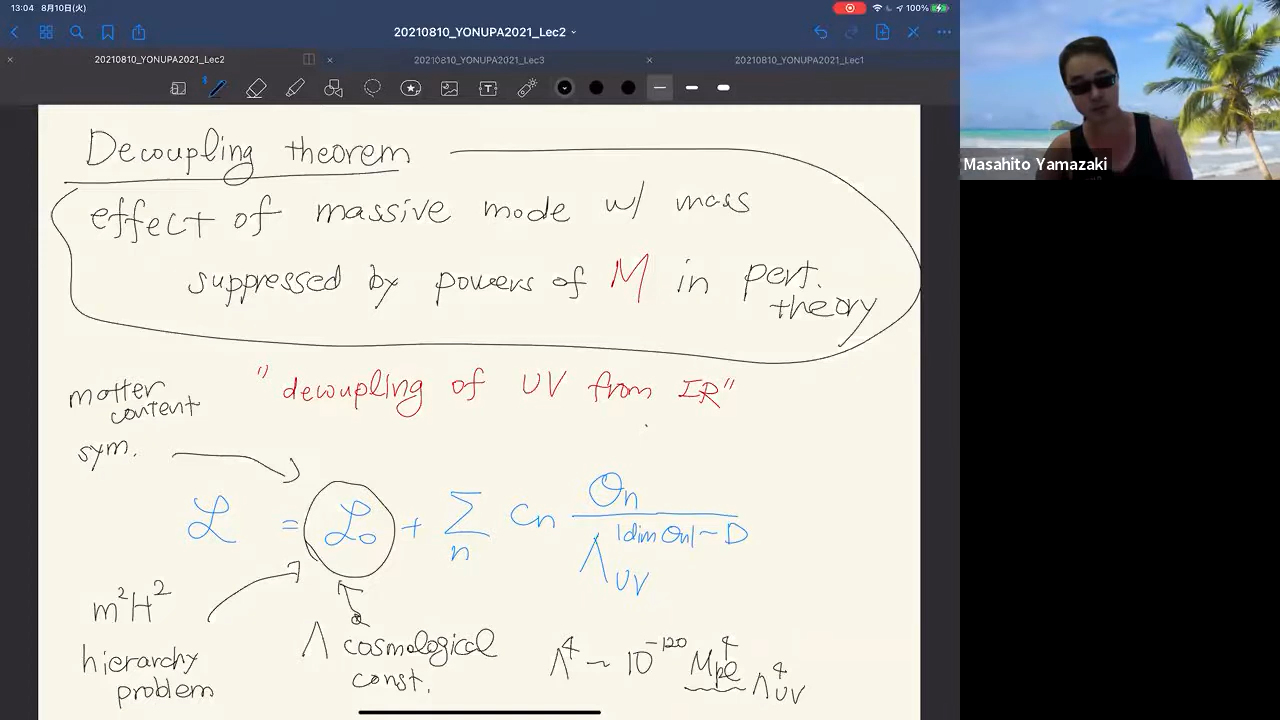 13:04 8月10日(火)
100%
20210810_YONUPA2021_Lec2
20210810_YONUPA2021_Lec2
20210810_YONUPA2021_Lec3
20210810_YONUPA2021_Lec1
Masahito Yamazaki
Decoupling theorem
effect of massive mode w/ mass
suppressed by powers of M in pert.
theory
"decoupling of UV from IR"
matter
content
sym.
ℒ = ℒ₀ + Σ_n Cn 𝒪n / Λ_UV^{|dim 𝒪n| - D}
m²H²
hierarchy
problem
Λ cosmological
const.
Λ⁴ ~ 10⁻¹²⁰ Mpl⁴ Λ_UV⁴